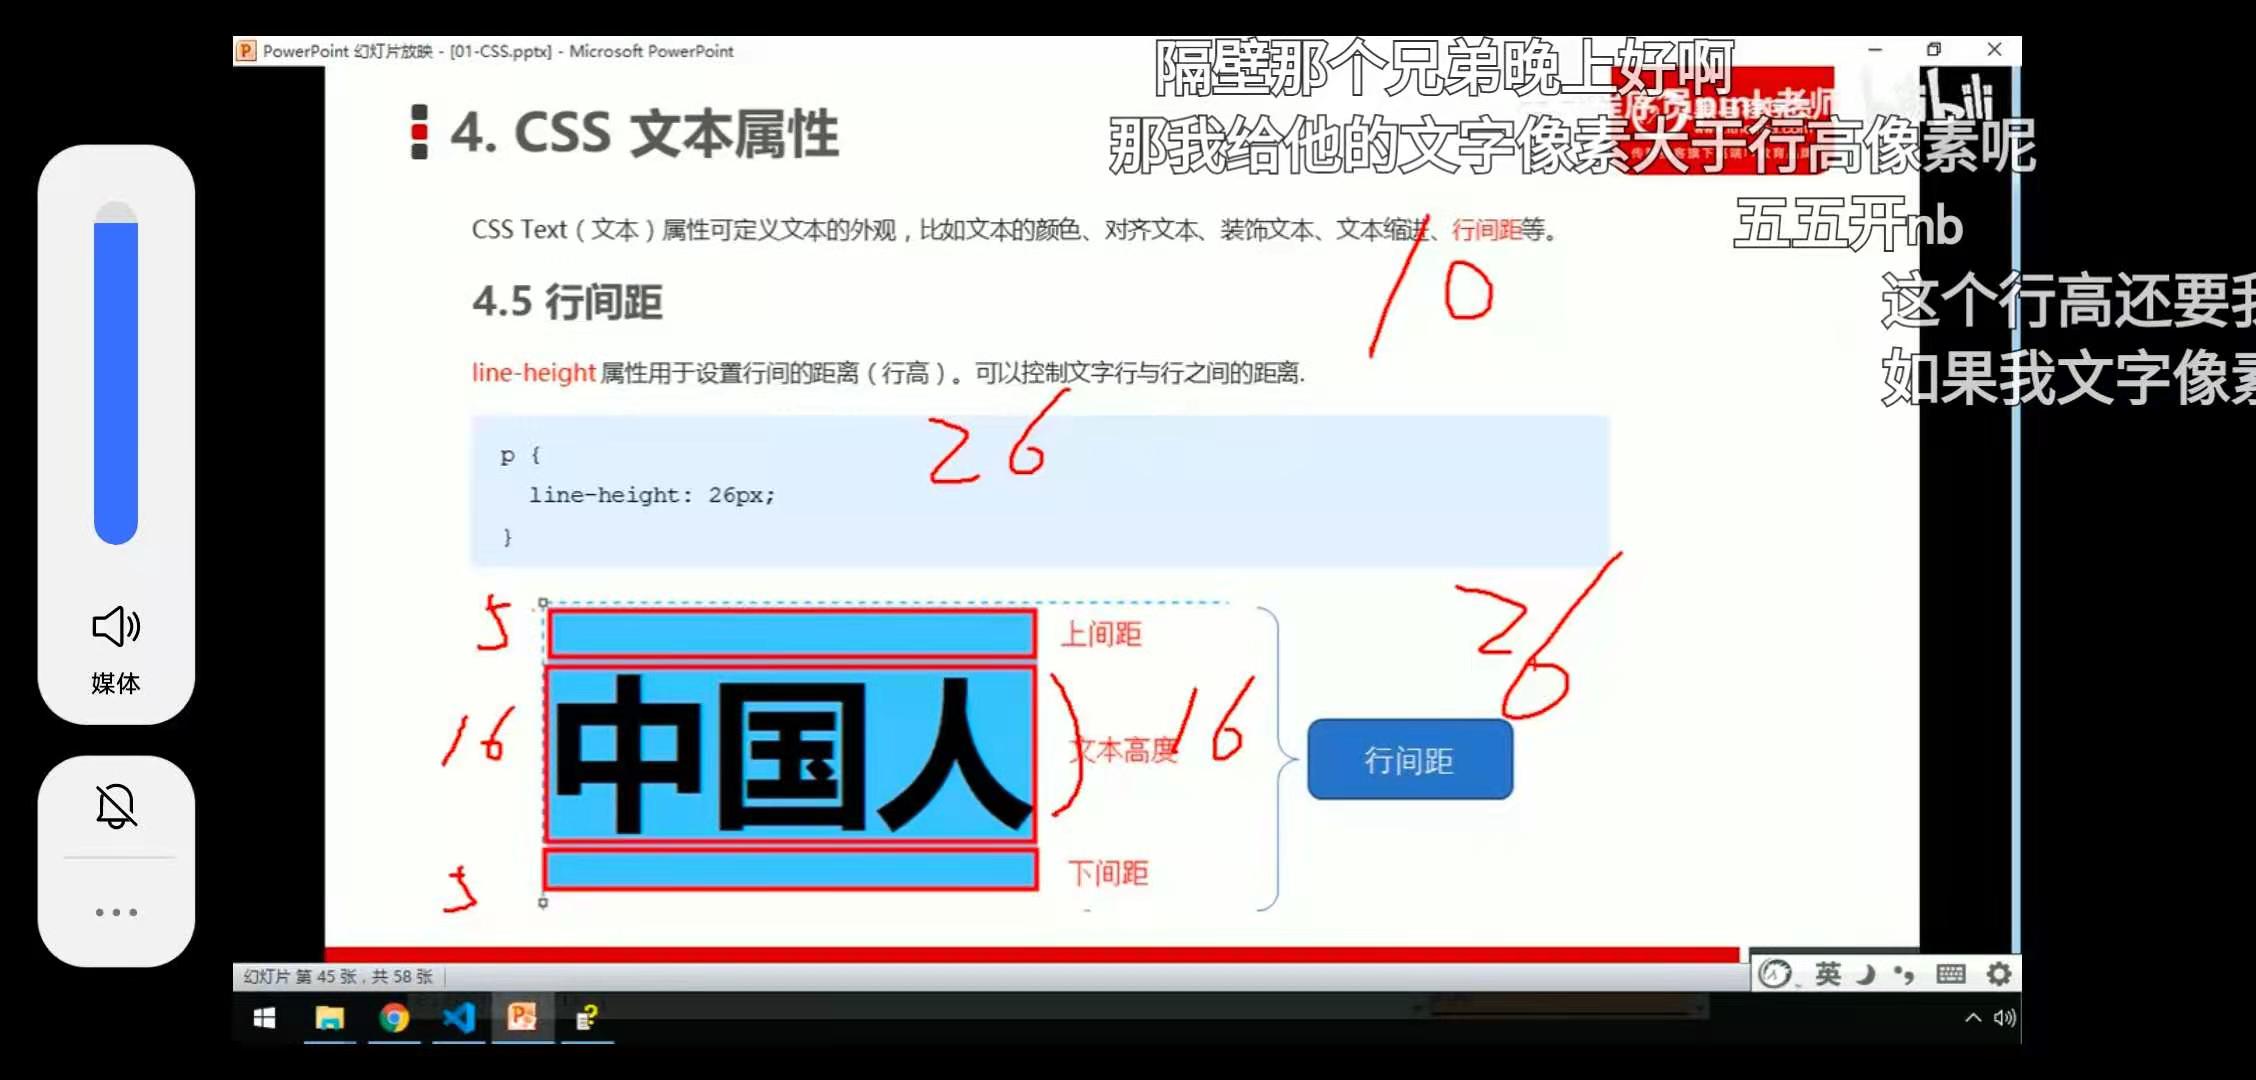 PowerPoint 幻灯片放映 - [01-CSS.pptx] - Microsoft PowerPoint
隔壁那个兄弟晚上好啊
那我给他的文字像素大于行高像素呢
五五开nb
这个行高还要我
如果我文字像素
4. CSS 文本属性
CSS Text（文本）属性可定义文本的外观，比如文本的颜色、对齐文本、装饰文本、文本缩进、行间距等。
10
4.5 行间距
line-height 属性用于设置行间的距离（行高）。可以控制文字行与行之间的距离.
26
p {
line-height: 26px;
}
5
上间距
26
16
中国人
文本高度
16
行间距
5
下间距
媒体
幻灯片 第 45 张，共 58 张
英